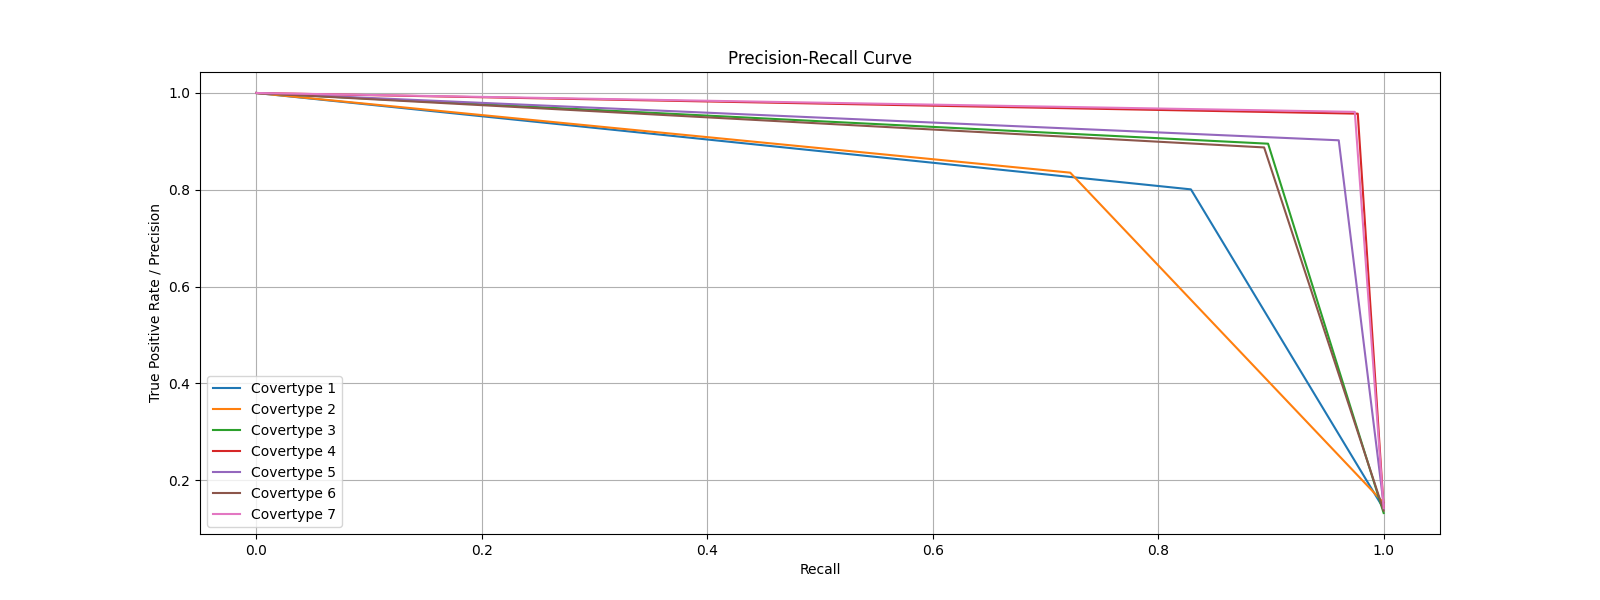 Precision-Recall Curve
True Positive Rate / Precision
1.0
0.8
0.6
0.4
0.2
Covertype 1
Covertype 2
Covertype 3
Covertype 4
Covertype 5
Covertype 6
Covertype 7
0.0 0.2 0.4 0.6 0.8 1.0
Recall